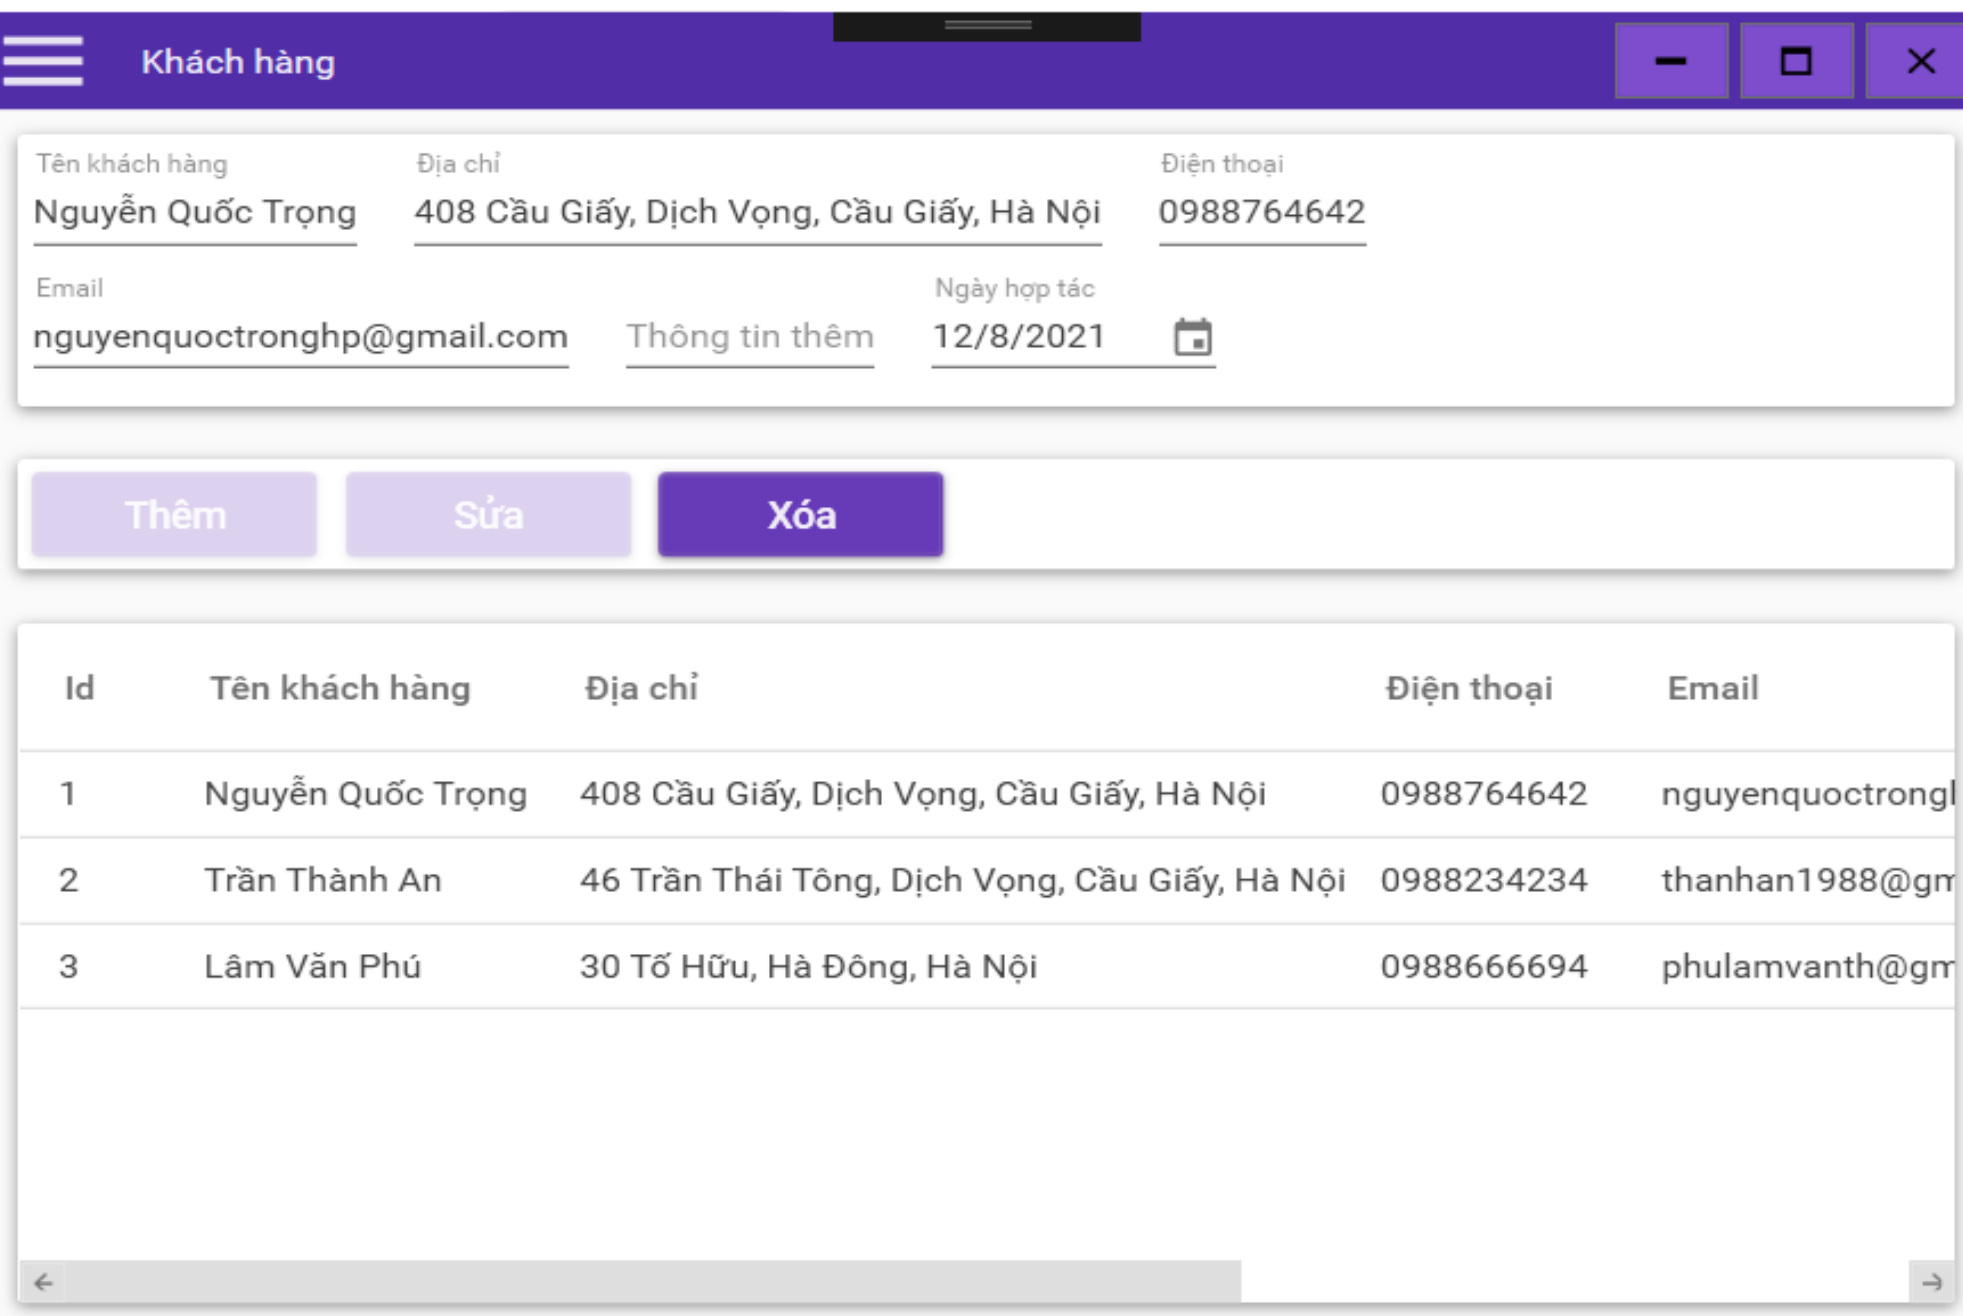 Khách hàng
Tên khách hàng Địa chỉ Điện thoại
Nguyễn Quốc Trọng 408 Cầu Giấy, Dịch Vọng, Cầu Giấy, Hà Nội 0988764642
Email Ngày hợp tác
nguyenquoctronghp@gmail.com Thông tin thêm 12/8/2021
Thêm Sửa Xóa
Id Tên khách hàng Địa chỉ Điện thoại Email
1 Nguyễn Quốc Trọng 408 Cầu Giấy, Dịch Vọng, Cầu Giấy, Hà Nội 0988764642 nguyenquoctrong
2 Trần Thành An 46 Trần Thái Tông, Dịch Vọng, Cầu Giấy, Hà Nội 0988234234 thanhan1988@gm
3 Lâm Văn Phú 30 Tố Hữu, Hà Đông, Hà Nội 0988666694 phulamvanth@gm